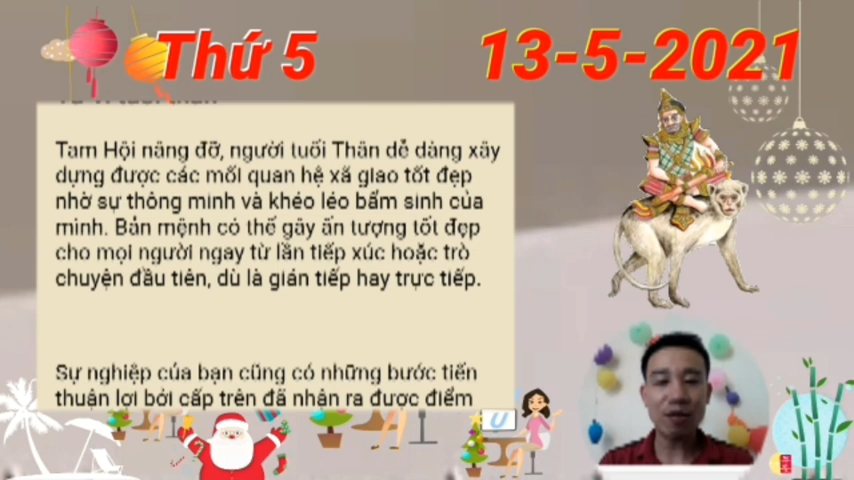 Thứ 5
13-5-2021
Tam Hội nâng đỡ, người tuổi Thân dễ dàng xây
dựng được các mối quan hệ xã giao tốt đẹp
nhờ sự thông minh và khéo léo bẩm sinh của
mình. Bản mệnh có thể gây ấn tượng tốt đẹp
cho mọi người ngay từ lần tiếp xúc hoặc trò
chuyện đầu tiên, dù là gián tiếp hay trực tiếp.
Sự nghiệp của bạn cũng có những bước tiến
thuận lợi bởi cấp trên đã nhận ra được điểm
U